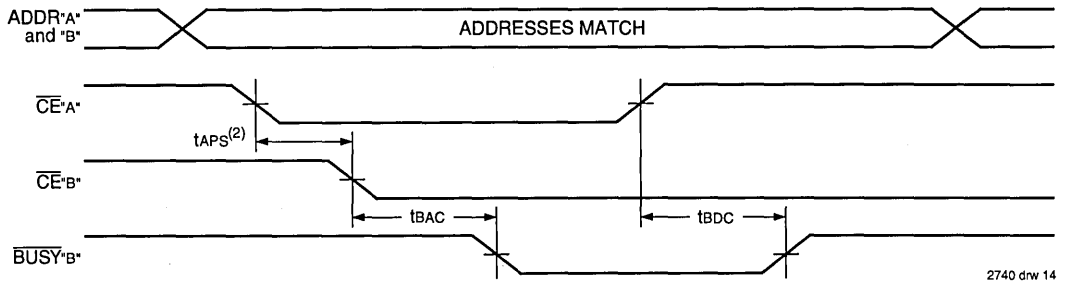 ADDR"A"
and "B"
ADDRESSES MATCH
CE"A"
tAPS(2)
CE"B"
tBAC
tBDC
BUSY"B"
2740 drw 14